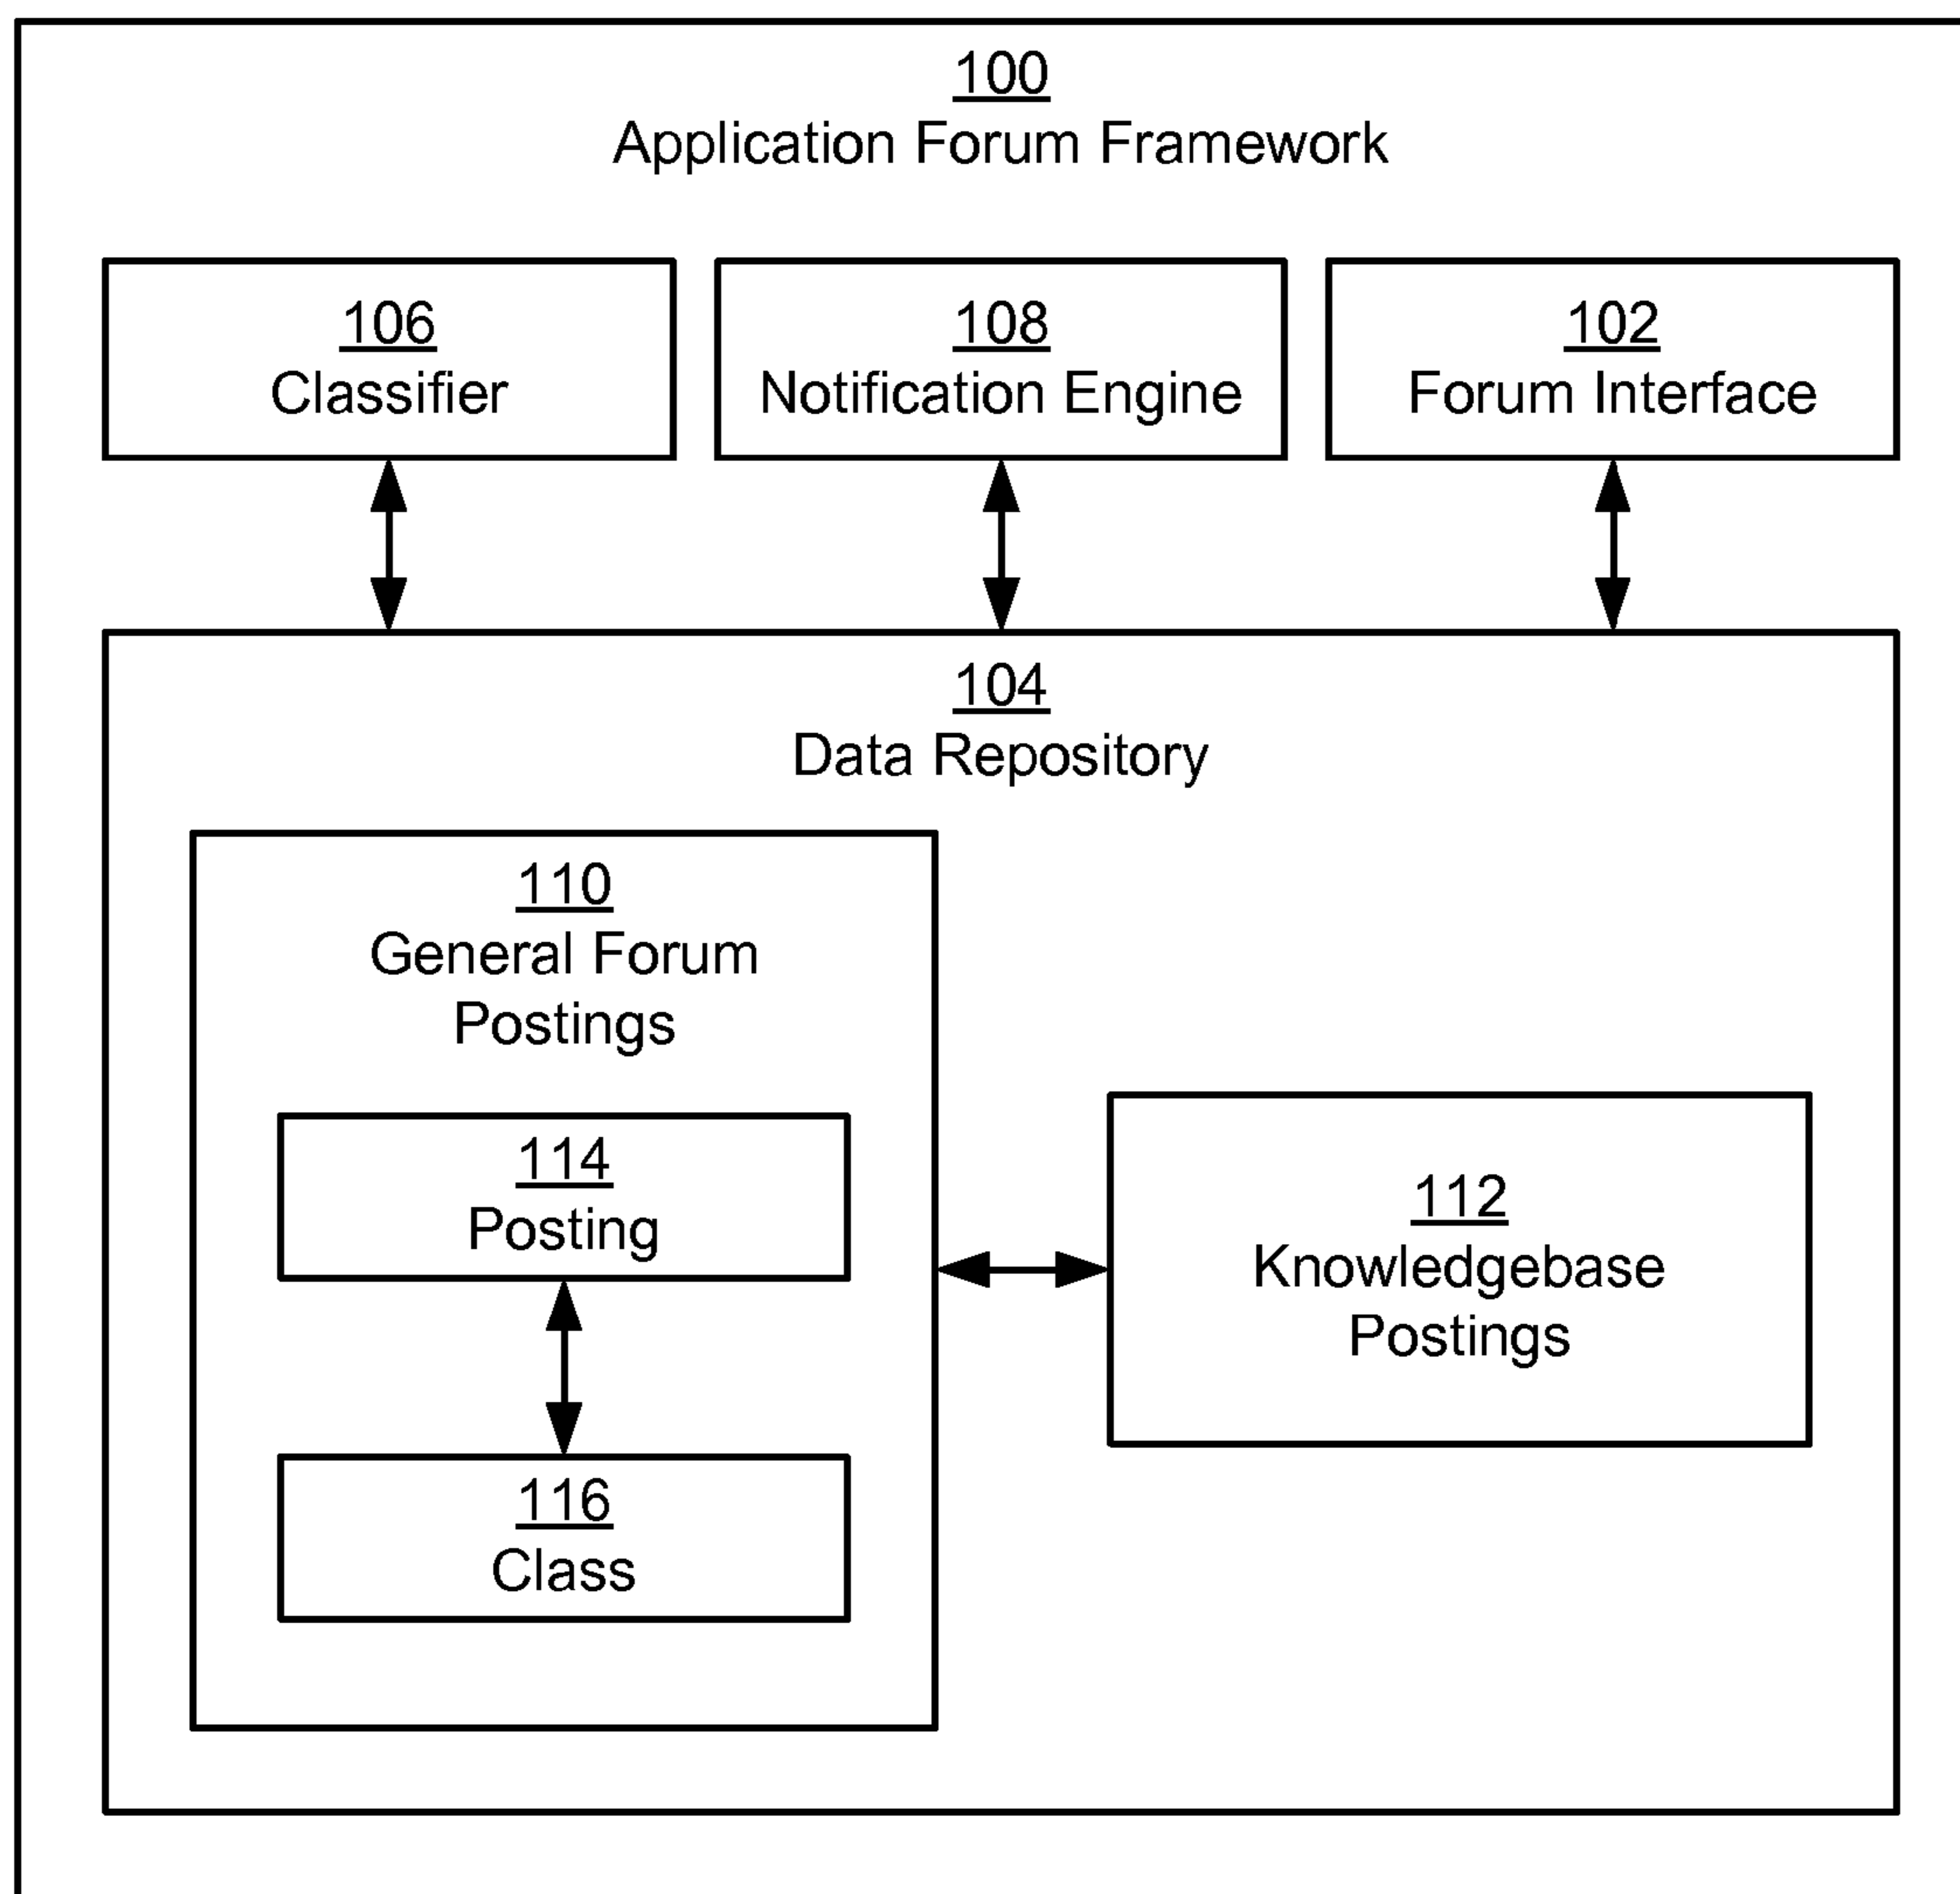 100
Application Forum Framework
106
Classifier
108
Notification Engine
102
Forum Interface
104
Data Repository
110
General Forum
Postings
114
Posting
116
Class
112
Knowledgebase
Postings